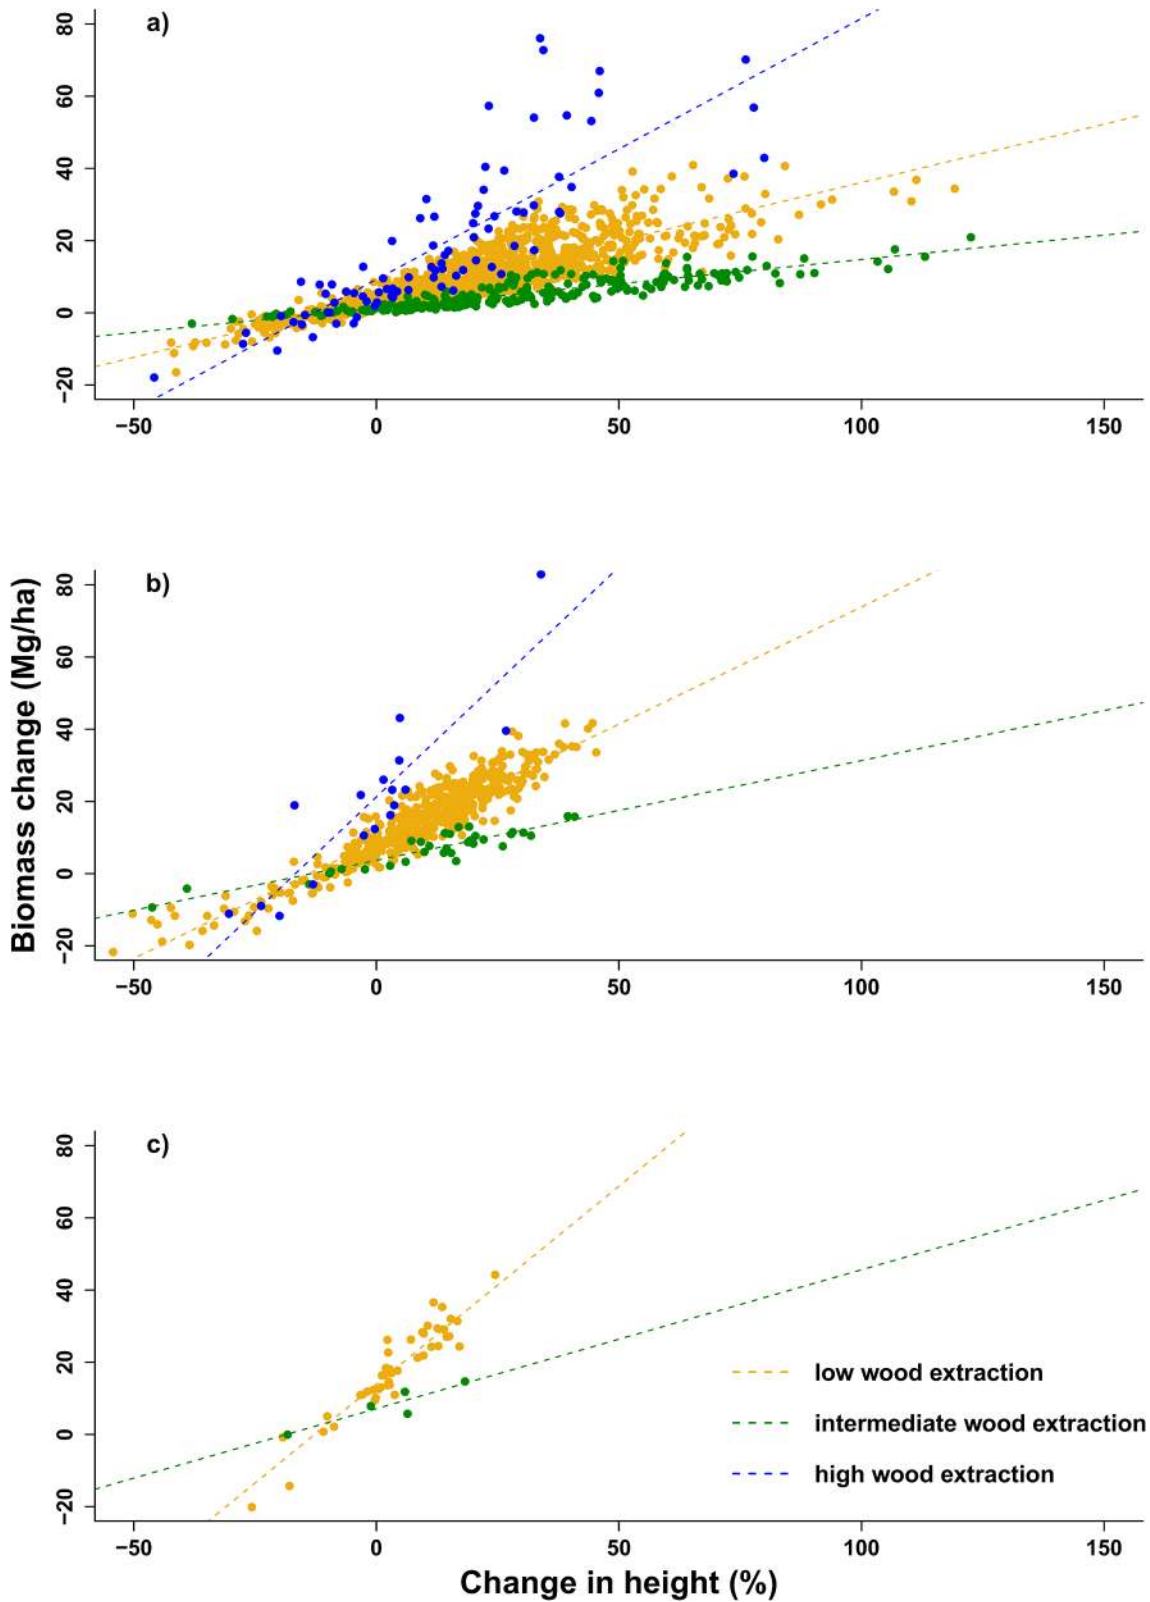 a)
80
60
40
20
0
−20
−50 0 50 100 150
b)
80
60
40
20
0
−20
−50 0 50 100 150
Biomass change (Mg/ha)
c)
80
60
40
20
0
−20
low wood extraction
intermediate wood extraction
high wood extraction
−50 0 50 100 150
Change in height (%)